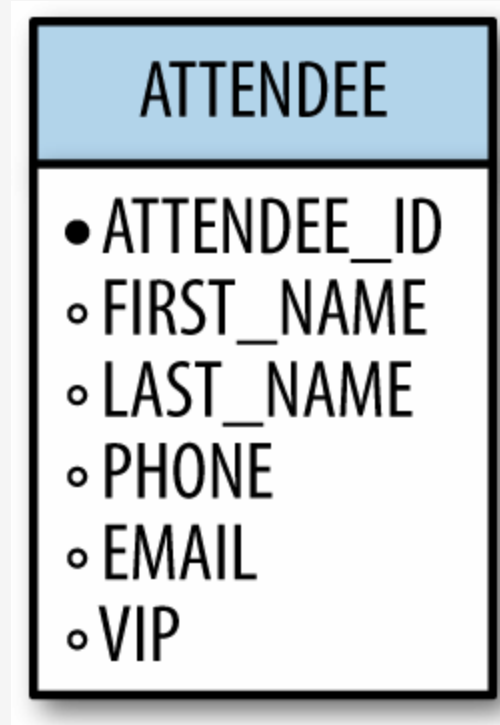 ATTENDEE
ATTENDEE_ID
FIRST_NAME
LAST_NAME
PHONE
EMAIL
VIP